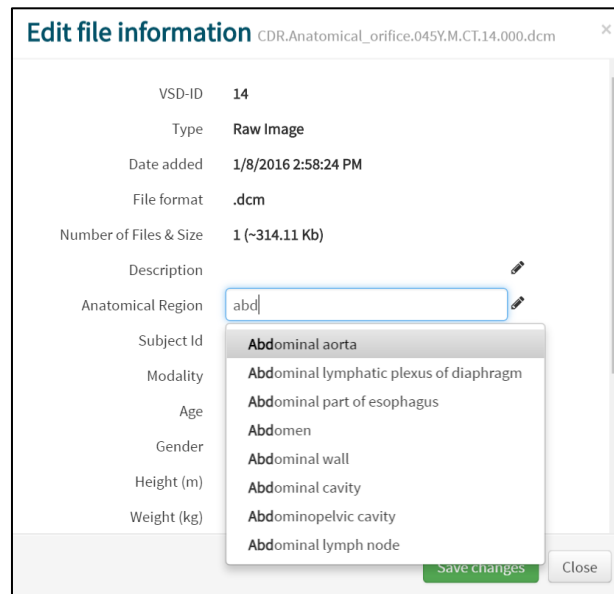 Edit file information CDR.Anatomical_orifice.045Y.M.CT.14.000.dcm ×
VSD-ID 14
Type Raw Image
Date added 1/8/2016 2:58:24 PM
File format .dcm
Number of Files & Size 1 (~314.11 Kb)
Description
Anatomical Region abd
Subject Id Abdominal aorta
Modality Abdominal lymphatic plexus of diaphragm
Abdominal part of esophagus
Age Abdomen
Gender Abdominal wall
Height (m) Abdominal cavity
Weight (kg) Abdominopelvic cavity
Abdominal lymph node
Save changes Close